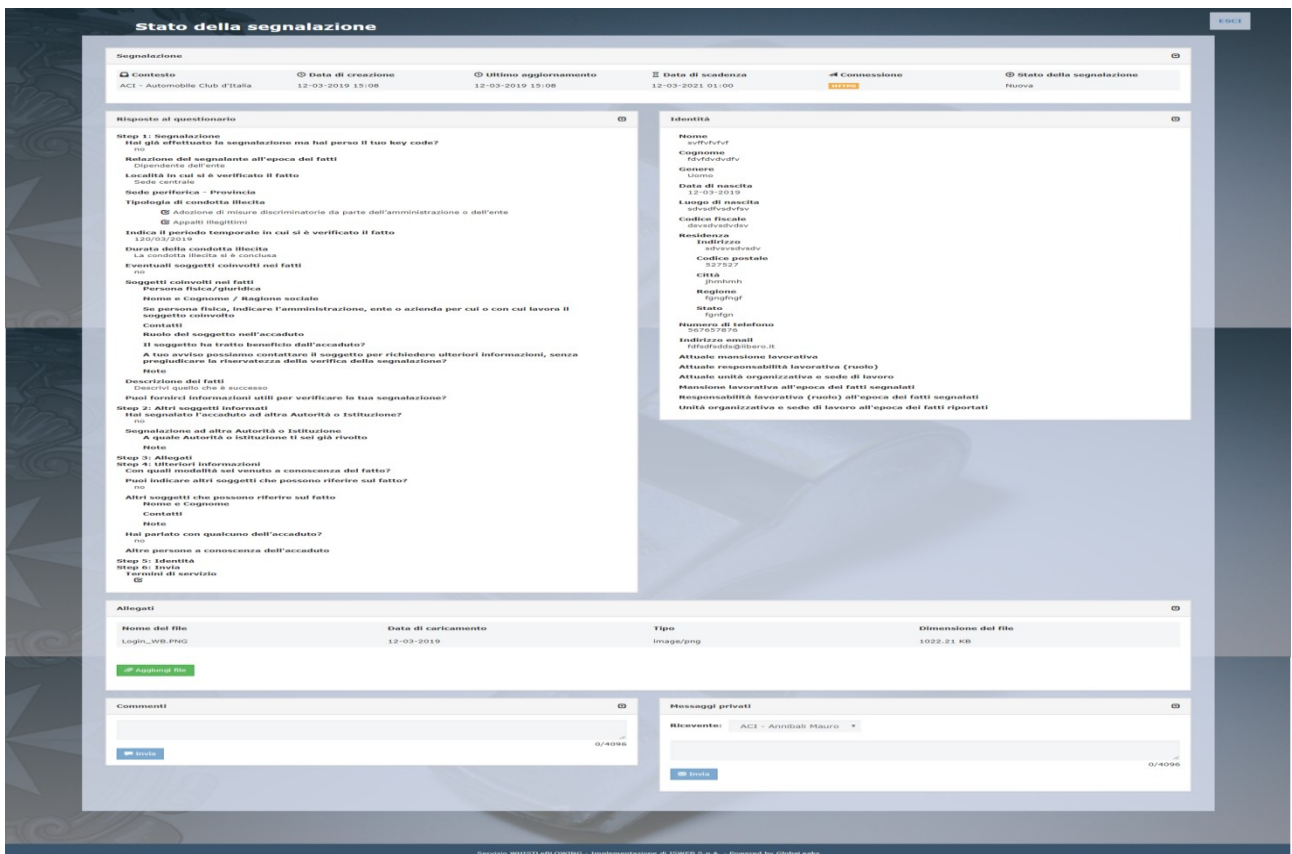 Stato della segnalazione
ESCI
Segnalazione
Contesto
Data di creazione
Ultimo aggiornamento
Data di scadenza
Connessione
Stato della segnalazione
ACI - Automobile Club d'Italia
12-03-2019 15:08
12-03-2019 15:08
12-03-2021 01:00
HTTPS
Nuova
Risposte al questionario
Step 1: Segnalazione
Hai già effettuato la segnalazione ma hai perso il tuo key code?
no
Relazione del segnalante all'epoca dei fatti
Dipendente dell'ente
Località in cui si è verificato il fatto
Sede centrale
Sede periferica - Provincia
Tipologia di condotta illecita
Adozione di misure discriminatorie da parte dell'amministrazione o dell'ente
Appalti illegittimi
Indica il periodo temporale in cui si è verificato il fatto
120/03/2019
Durata della condotta illecita
La condotta illecita si è conclusa
Eventuali soggetti coinvolti nei fatti
no
Soggetti coinvolti nei fatti
Persona fisica/giuridica
Nome e Cognome / Ragione sociale
Se persona fisica, indicare l'amministrazione, ente o azienda per cui o con cui lavora il
soggetto coinvolto
Contatti
Ruolo del soggetto nell'accaduto
Il soggetto ha tratto beneficio dall'accaduto?
A tuo avviso possiamo contattare il soggetto per richiedere ulteriori informazioni, senza
pregiudicare la riservatezza della verifica della segnalazione?
Note
Descrizione dei fatti
Descrivi quello che è successo
Puoi fornirci informazioni utili per verificare la tua segnalazione?
Step 2: Altri soggetti informati
Hai segnalato l'accaduto ad altra Autorità o Istituzione?
no
Segnalazione ad altra Autorità o Istituzione
A quale Autorità o istituzione ti sei già rivolto
Note
Step 3: Allegati
Step 4: Ulteriori informazioni
Con quali modalità sei venuto a conoscenza del fatto?
Puoi indicare altri soggetti che possono riferire sul fatto?
no
Altri soggetti che possono riferire sul fatto
Nome e Cognome
Contatti
Note
Hai parlato con qualcuno dell'accaduto?
no
Altre persone a conoscenza dell'accaduto
Step 5: Identità
Step 6: Invia
Termini di servizio
Identità
Nome
svffvfvfvf
Cognome
fdvfdvdvdfv
Genere
Uomo
Data di nascita
12-03-2019
Luogo di nascita
sdvsdfvsdvfsv
Codice fiscale
dsvsdvsdvdsv
Residenza
Indirizzo
sdvsvsdvsdv
Codice postale
527527
Città
jhmhmh
Regione
fgngfngf
Stato
fgnfgn
Numero di telefono
567657876
Indirizzo email
fdfsdfsdds@libero.it
Attuale mansione lavorativa
Attuale responsabilità lavorativa (ruolo)
Attuale unità organizzativa e sede di lavoro
Mansione lavorativa all'epoca dei fatti segnalati
Responsabilità lavorativa (ruolo) all'epoca dei fatti segnalati
Unità organizzativa e sede di lavoro all'epoca dei fatti riportati
Allegati
Nome del file
Data di caricamento
Tipo
Dimensione del file
Login_WB.PNG
12-03-2019
image/png
1022.21 KB
Aggiungi file
Commenti
0/4096
Invia
Messaggi privati
Ricevente: ACI - Annibali Mauro
0/4096
Invia
Servizio WHISTLEBLOWING - Implementazione di ISWEB S.p.A. - Powered by GlobaLeaks